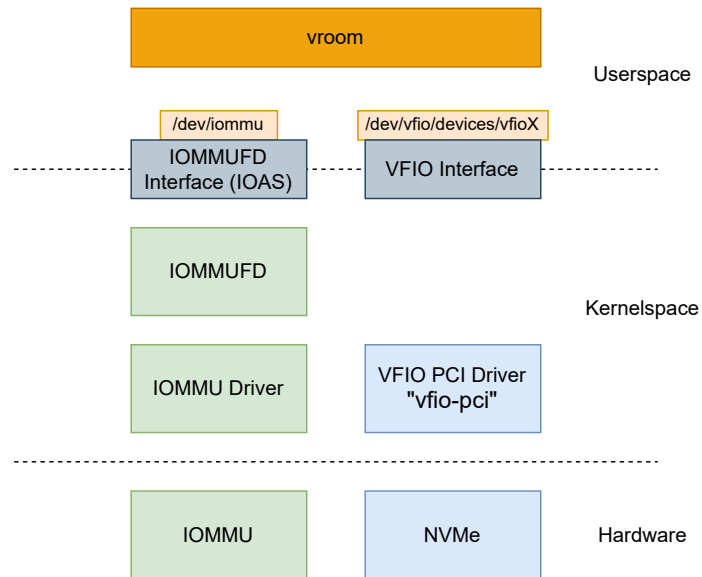 vroom
Userspace
/dev/iommu
/dev/vfio/devices/vfioX
IOMMUFD
Interface (IOAS)
VFIO Interface
IOMMUFD
Kernelspace
IOMMU Driver
VFIO PCI Driver
"vfio-pci"
IOMMU
NVMe
Hardware